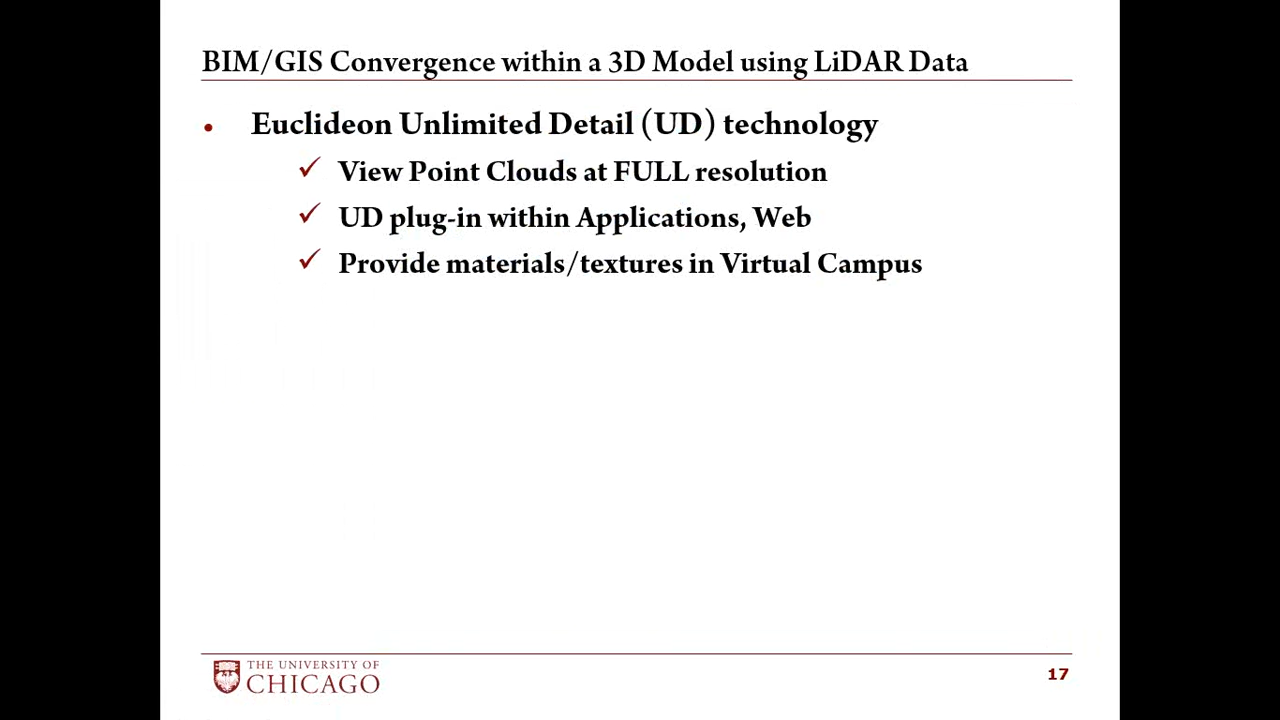 BIM/GIS Convergence within a 3D Model using LiDAR Data
• Euclideon Unlimited Detail (UD) technology
✓ View Point Clouds at FULL resolution
✓ UD plug-in within Applications, Web
✓ Provide materials/textures in Virtual Campus
THE UNIVERSITY OF
CHICAGO
17